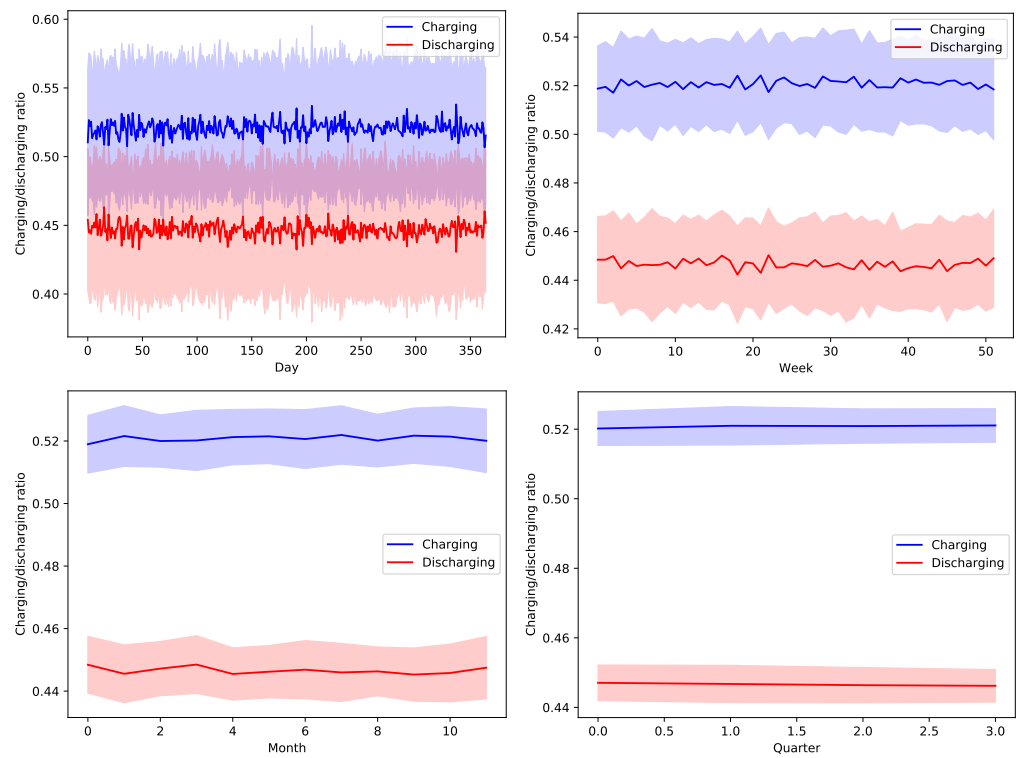 0.60
0.55
0.50
0.45
0.40
Charging/discharging ratio
Charging
Discharging
0 50 100 150 200 250 300 350
Day
0.54
0.52
0.50
0.48
0.46
0.44
0.42
Charging/discharging ratio
Charging
Discharging
0 10 20 30 40 50
Week
0.52
0.50
0.48
0.46
0.44
Charging/discharging ratio
Charging
Discharging
0 2 4 6 8 10
Month
0.52
0.50
0.48
0.46
0.44
Charging/discharging ratio
Charging
Discharging
0.0 0.5 1.0 1.5 2.0 2.5 3.0
Quarter